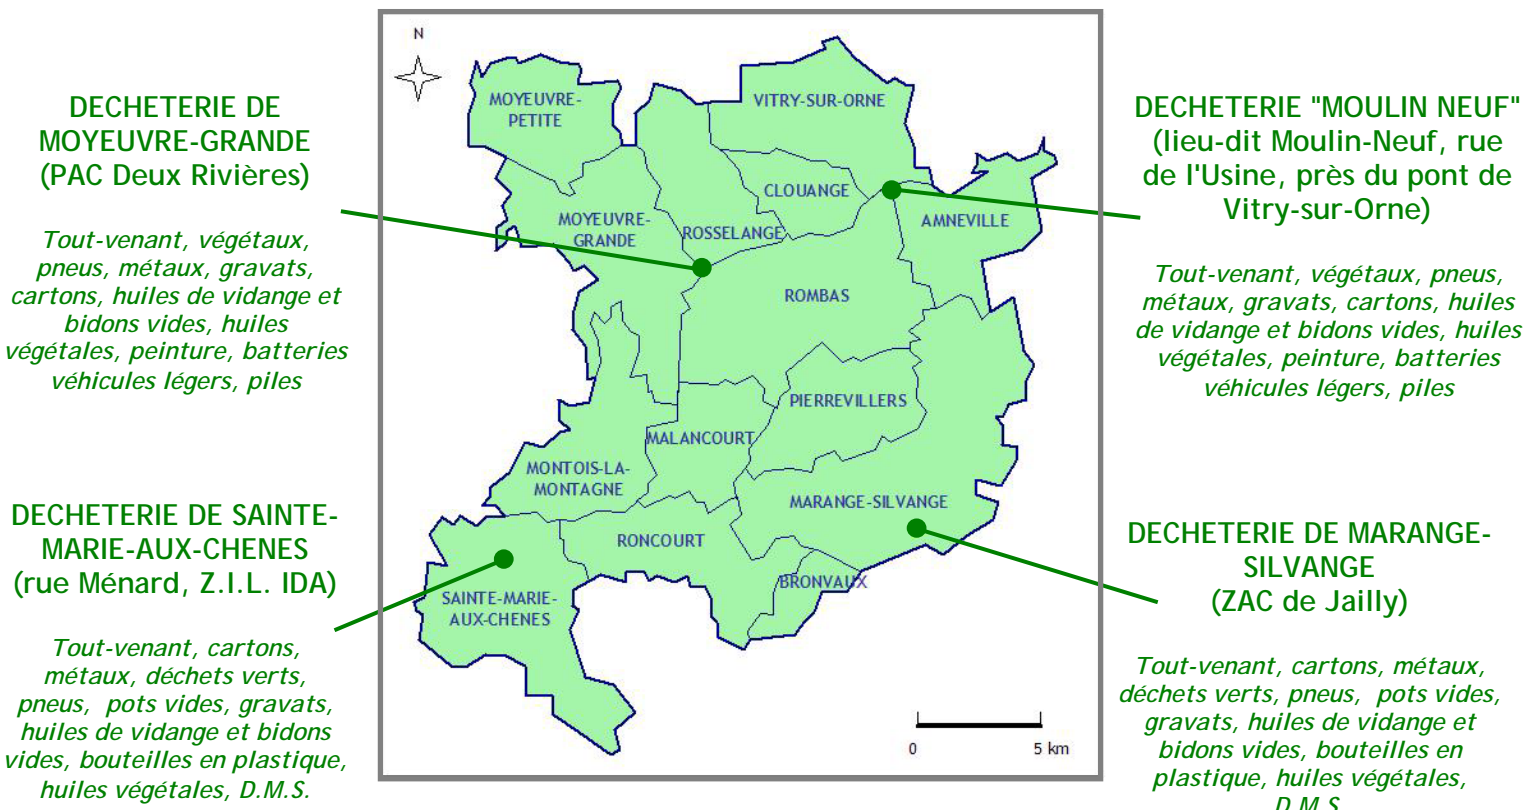 DECHETERIE DE
MOYEUVRE-GRANDE
(PAC Deux Rivières)
Tout-venant, végétaux,
pneus, métaux, gravats,
cartons, huiles de vidange et
bidons vides, huiles
végétales, peinture, batteries
véhicules légers, piles
DECHETERIE DE SAINTE-
MARIE-AUX-CHENES
(rue Ménard, Z.I.L. IDA)
Tout-venant, cartons,
métaux, déchets verts,
pneus, pots vides, gravats,
huiles de vidange et bidons
vides, bouteilles en plastique,
huiles végétales, D.M.S.
N
MOYEUVRE-
PETITE
VITRY-SUR-ORNE
CLOUANGE
MOYEUVRE-
GRANDE
ROSSELANGE
AMNEVILLE
ROMBAS
PIERREVILLERS
MALANCOURT
MONTOIS-LA-
MONTAGNE
MARANGE-SILVANGE
RONCOURT
BRONVAUX
SAINTE-MARIE-
AUX-CHENES
0
5 km
DECHETERIE "MOULIN NEUF"
(lieu-dit Moulin-Neuf, rue
de l'Usine, près du pont de
Vitry-sur-Orne)
Tout-venant, végétaux, pneus,
métaux, gravats, cartons, huiles
de vidange et bidons vides, huiles
végétales, peinture, batteries
véhicules légers, piles
DECHETERIE DE MARANGE-
SILVANGE
(ZAC de Jailly)
Tout-venant, cartons, métaux,
déchets verts, pneus, pots vides,
gravats, huiles de vidange et
bidons vides, bouteilles en
plastique, huiles végétales,
D.M.S.